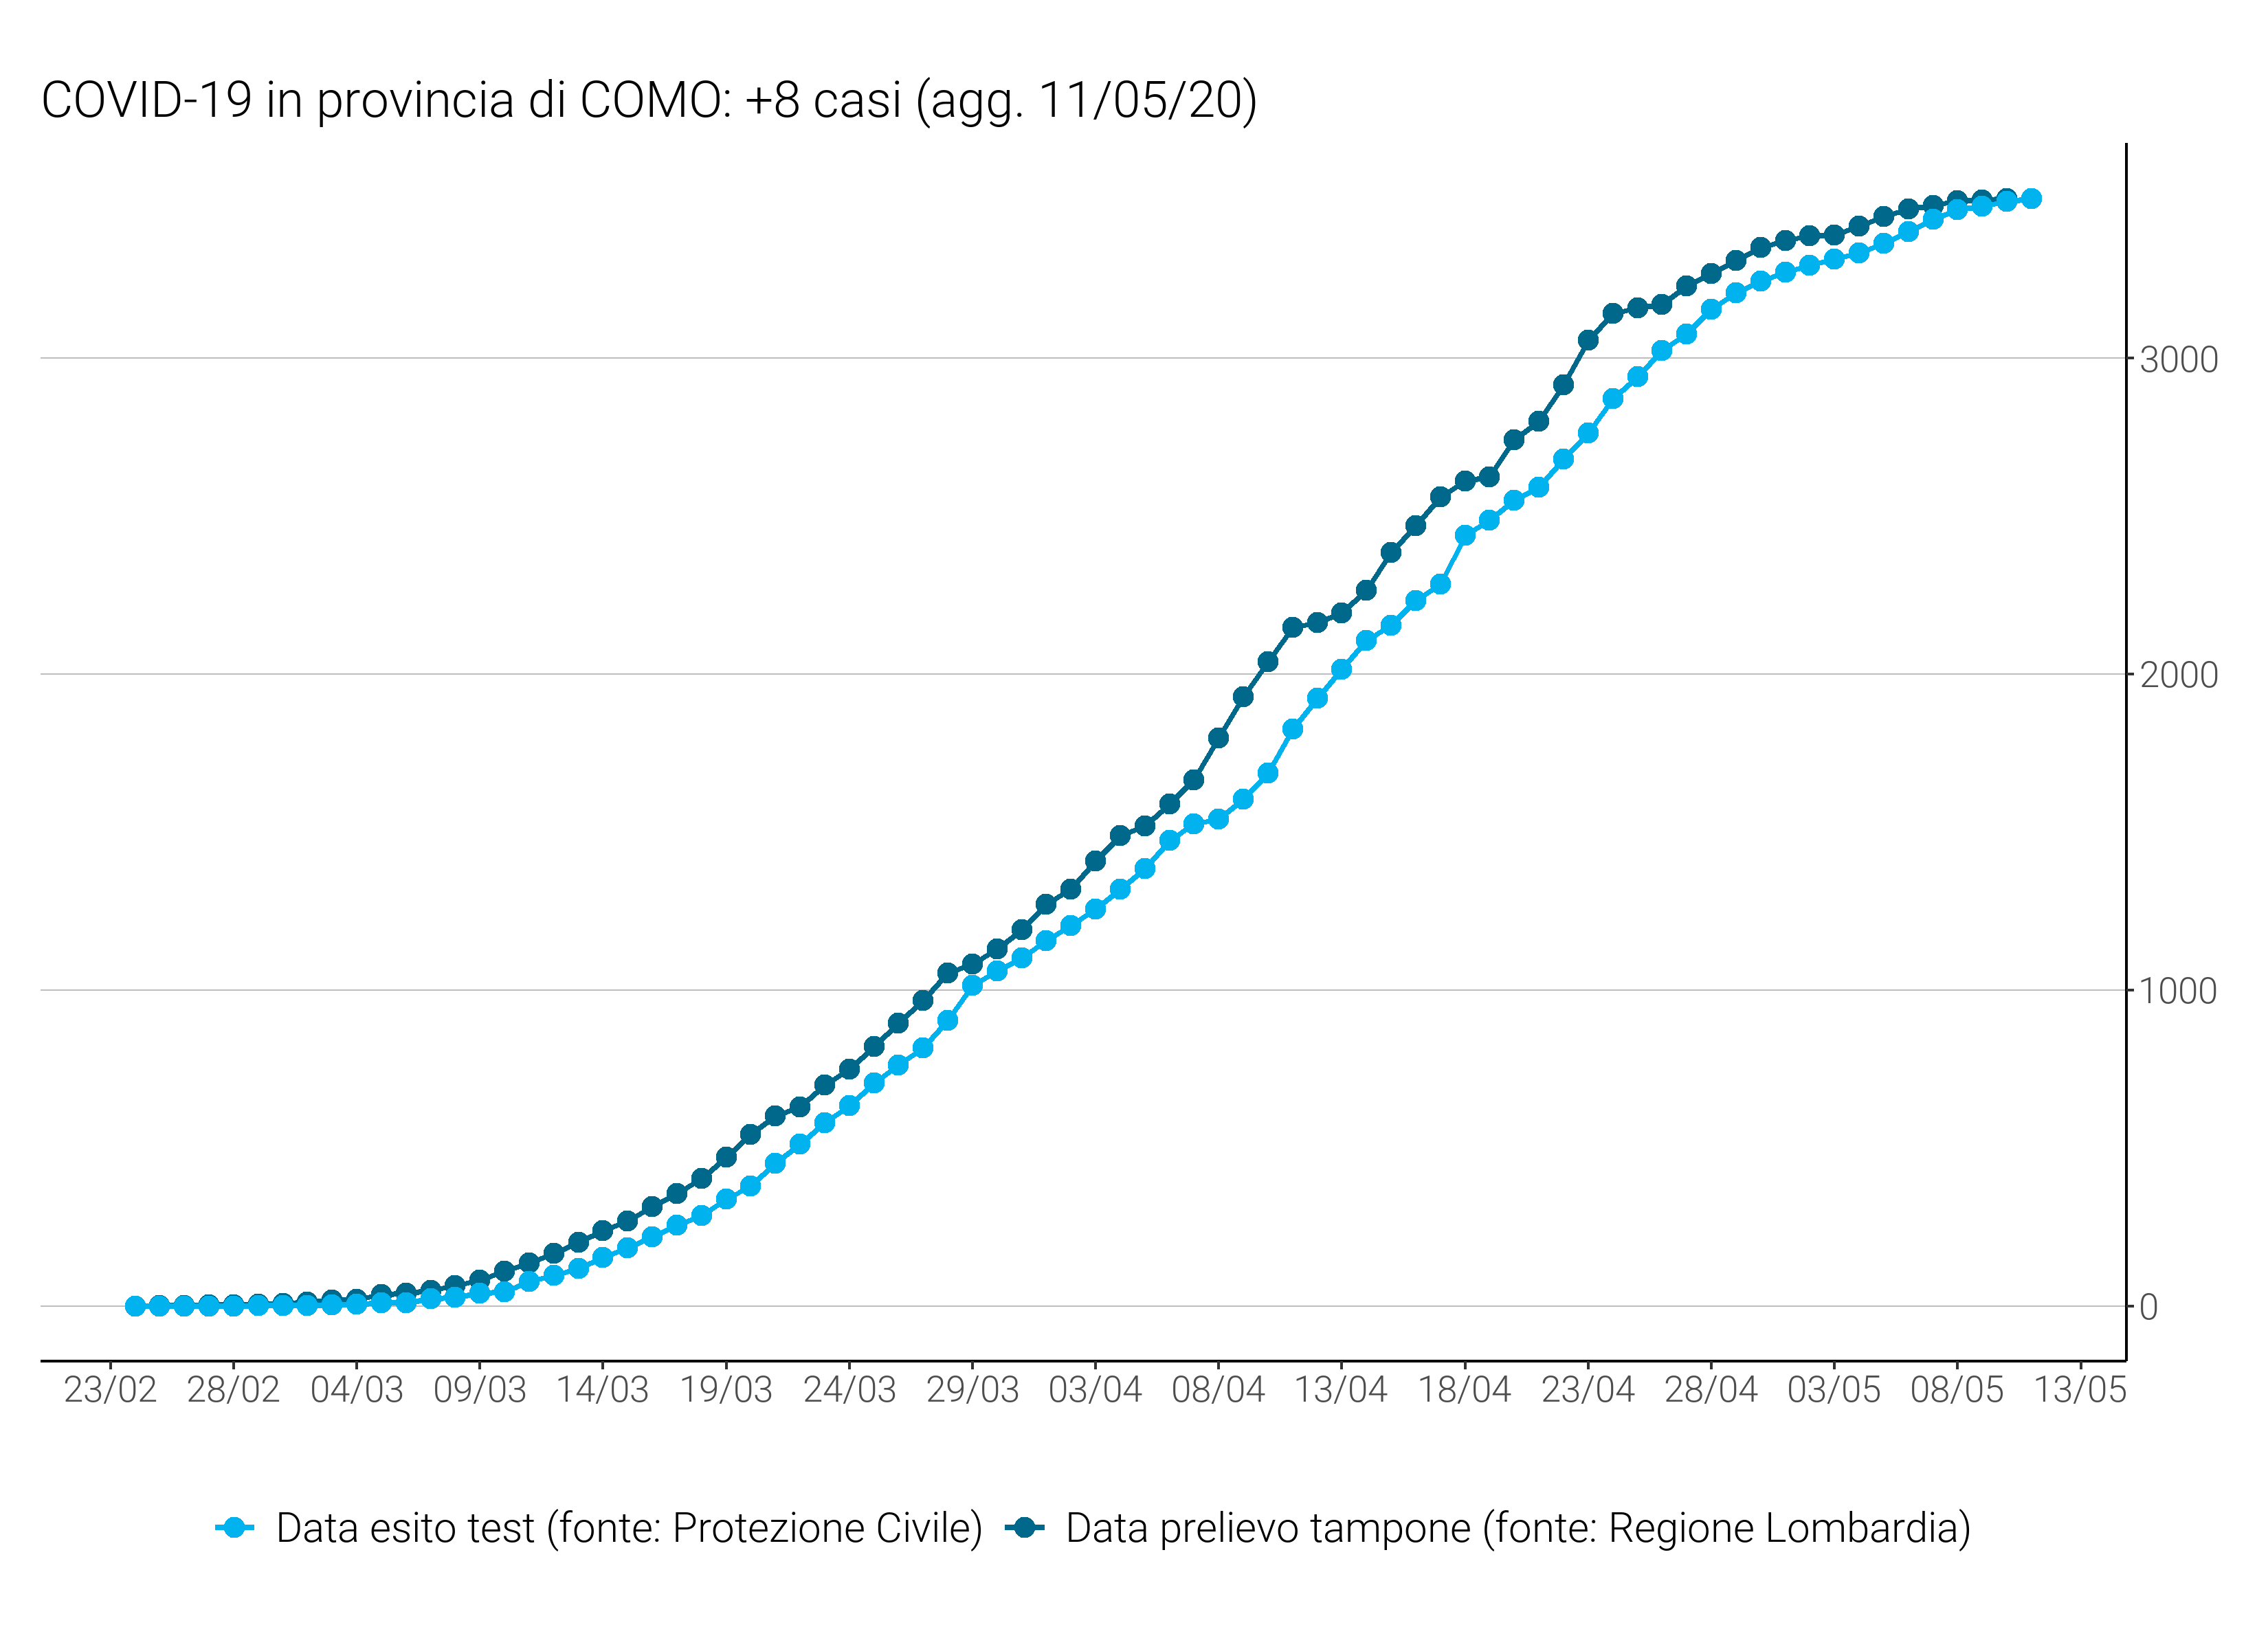 COVID-19 in provincia di COMO: +8 casi (agg. 11/05/20)
3000
2000
1000
0
23/02 28/02 04/03 09/03 14/03 19/03 24/03 29/03 03/04 08/04 13/04 18/04 23/04 28/04 03/05 08/05 13/05
Data esito test (fonte: Protezione Civile) Data prelievo tampone (fonte: Regione Lombardia)